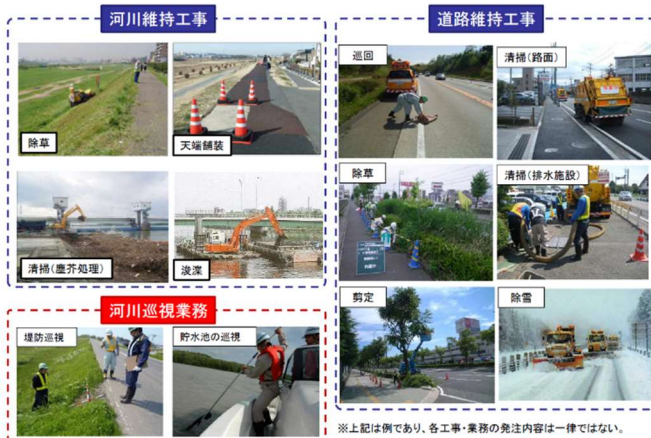 河川維持工事
除草
天端舗装
清掃(塵芥処理)
浚渫
河川巡視業務
堤防巡視
貯水池の巡視
道路維持工事
巡回
清掃(路面)
除草
清掃(排水施設)
剪定
除雪
※上記は例であり、各工事・業務の発注内容は一律ではない。